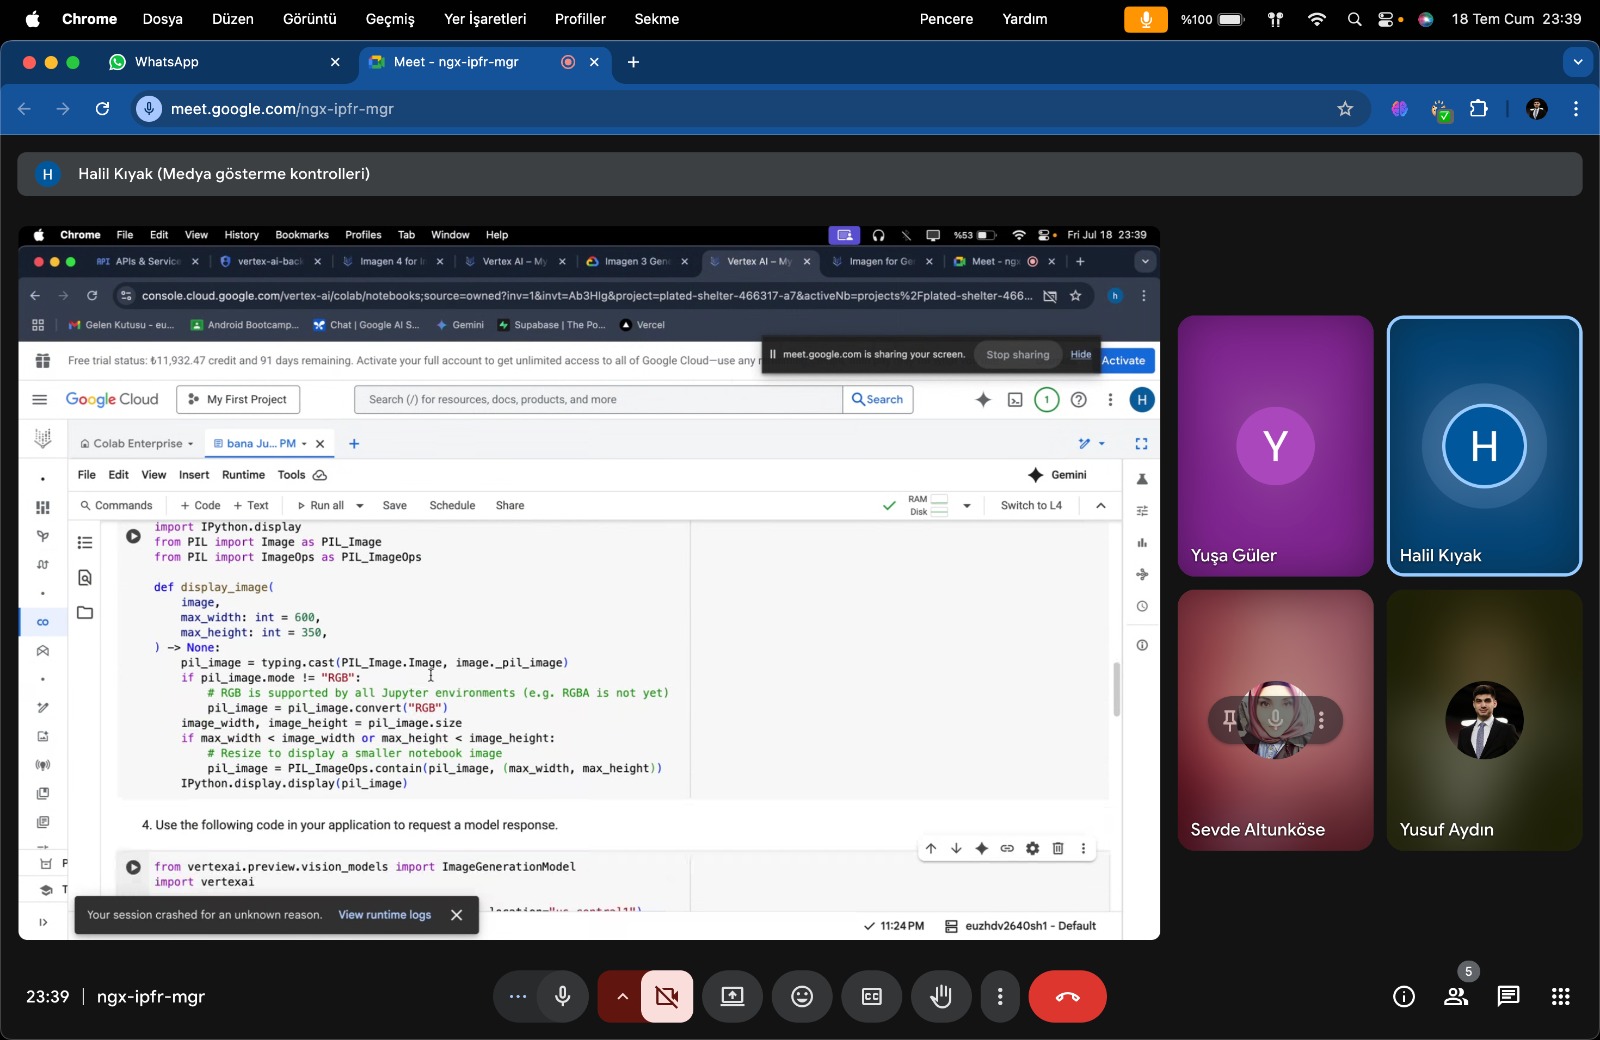 Chrome Dosya Düzen Görüntü Geçmiş Yer İşaretleri Profiller Sekme Pencere Yardım %100 18 Tem Cum 23:39
WhatsApp
Meet - ngx-ipfr-mgr
meet.google.com/ngx-ipfr-mgr
H Halil Kıyak (Medya gösterme kontrolleri)
Chrome File Edit View History Bookmarks Profiles Tab Window Help %53 Fri Jul 18 23:39
API APIs & Service
vertex-ai-bac
Imagen 4 for
Vertex AI – My
Imagen 3 Gen
Vertex AI – My
Imagen for Ge
Meet - ngx
console.cloud.google.com/vertex-ai/colab/notebooks;source=owned?inv=1&invt=Ab3HIg&project=plated-shelter-466317-a7&activeNb=projects%2Fplated-shelter-466... h
Gelen Kutusu - eu... Android Bootcamp... Chat | Google AI S... Gemini Supabase | The Po... Vercel
Free trial status: ₺11,932.47 credit and 91 days remaining. Activate your full account to get unlimited access to all of Google Cloud—use any
meet.google.com is sharing your screen. Stop sharing Hide
Activate
Google Cloud My First Project Search (/) for resources, docs, products, and more Search 1 H
Colab Enterprise bana Ju... PM
File Edit View Insert Runtime Tools Gemini
Commands + Code + Text Run all Save Schedule Share RAM Disk Switch to L4
import IPython.display
from PIL import Image as PIL_Image
from PIL import ImageOps as PIL_ImageOps
def display_image(
image,
max_width: int = 600,
max_height: int = 350,
) -> None:
pil_image = typing.cast(PIL_Image.Image, image._pil_image)
if pil_image.mode != "RGB":
# RGB is supported by all Jupyter environments (e.g. RGBA is not yet)
pil_image = pil_image.convert("RGB")
image_width, image_height = pil_image.size
if max_width < image_width or max_height < image_height:
# Resize to display a smaller notebook image
pil_image = PIL_ImageOps.contain(pil_image, (max_width, max_height))
IPython.display.display(pil_image)
4. Use the following code in your application to request a model response.
from vertexai.preview.vision_models import ImageGenerationModel
import vertexai
location="us-central1")
Your session crashed for an unknown reason. View runtime logs
11:24 PM euzhdv2640sh1 - Default
Y
Yuşa Güler
H
Halil Kıyak
Sevde Altunköse
Yusuf Aydın
23:39 | ngx-ipfr-mgr
CC
5